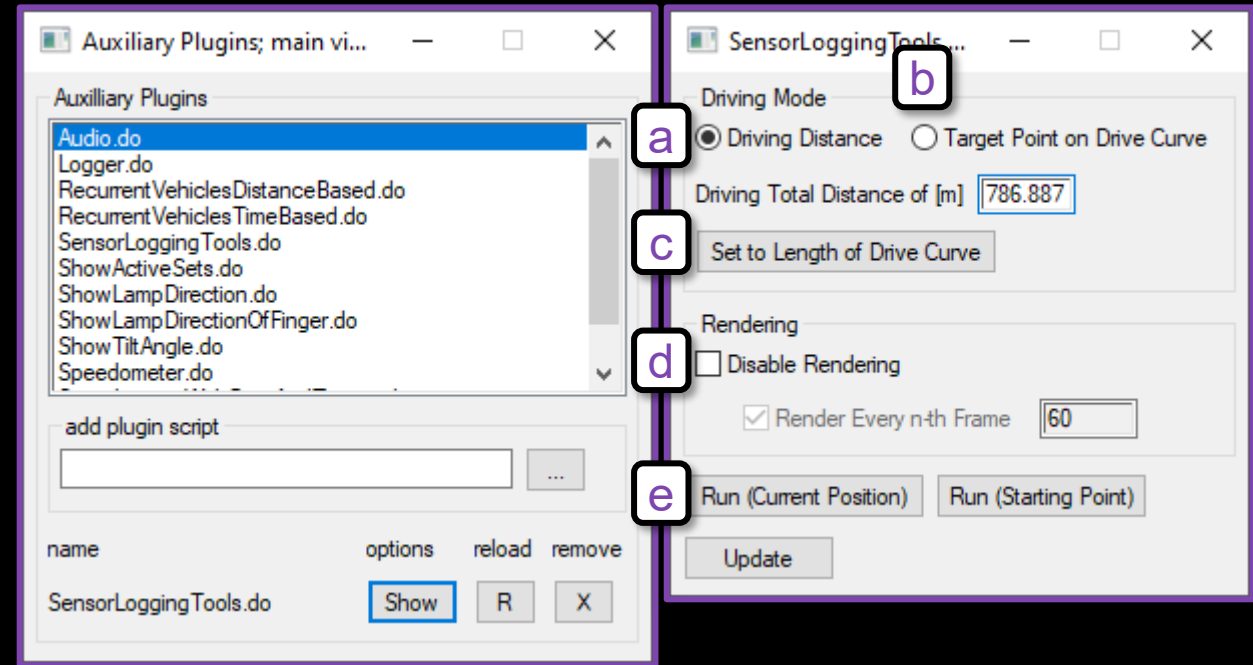 Auxiliary Plugins; main vi...
Auxilliary Plugins
Audio.do
Logger.do
RecurrentVehiclesDistanceBased.do
RecurrentVehiclesTimeBased.do
SensorLoggingTools.do
ShowActiveSets.do
ShowLampDirection.do
ShowLampDirectionOfFinger.do
ShowTiltAngle.do
Speedometer.do
add plugin script
...
name options reload remove
SensorLoggingTools.do Show R X
SensorLoggingTools ...
b
Driving Mode
a Driving Distance Target Point on Drive Curve
Driving Total Distance of [m] 786.887
c Set to Length of Drive Curve
Rendering
d Disable Rendering
Render Every n-th Frame 60
e Run (Current Position) Run (Starting Point)
Update